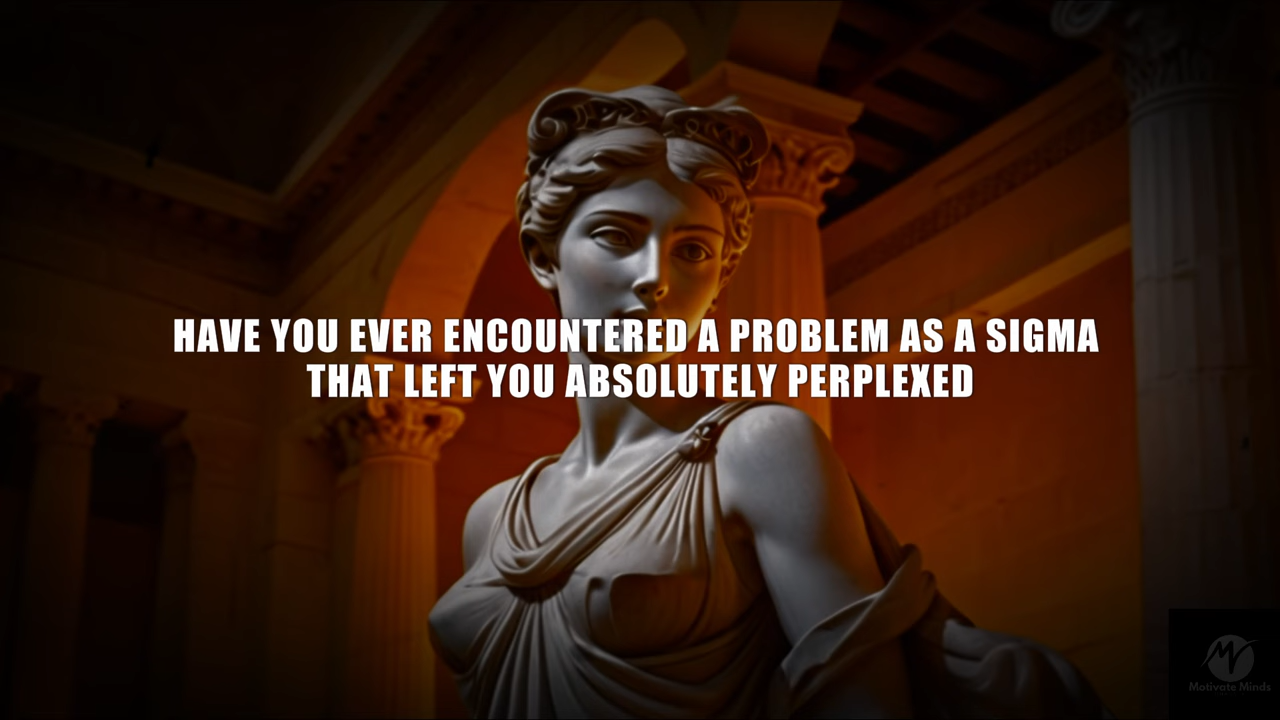 HAVE YOU EVER ENCOUNTERED A PROBLEM AS A SIGMA
THAT LEFT YOU ABSOLUTELY PERPLEXED
Motivate Minds